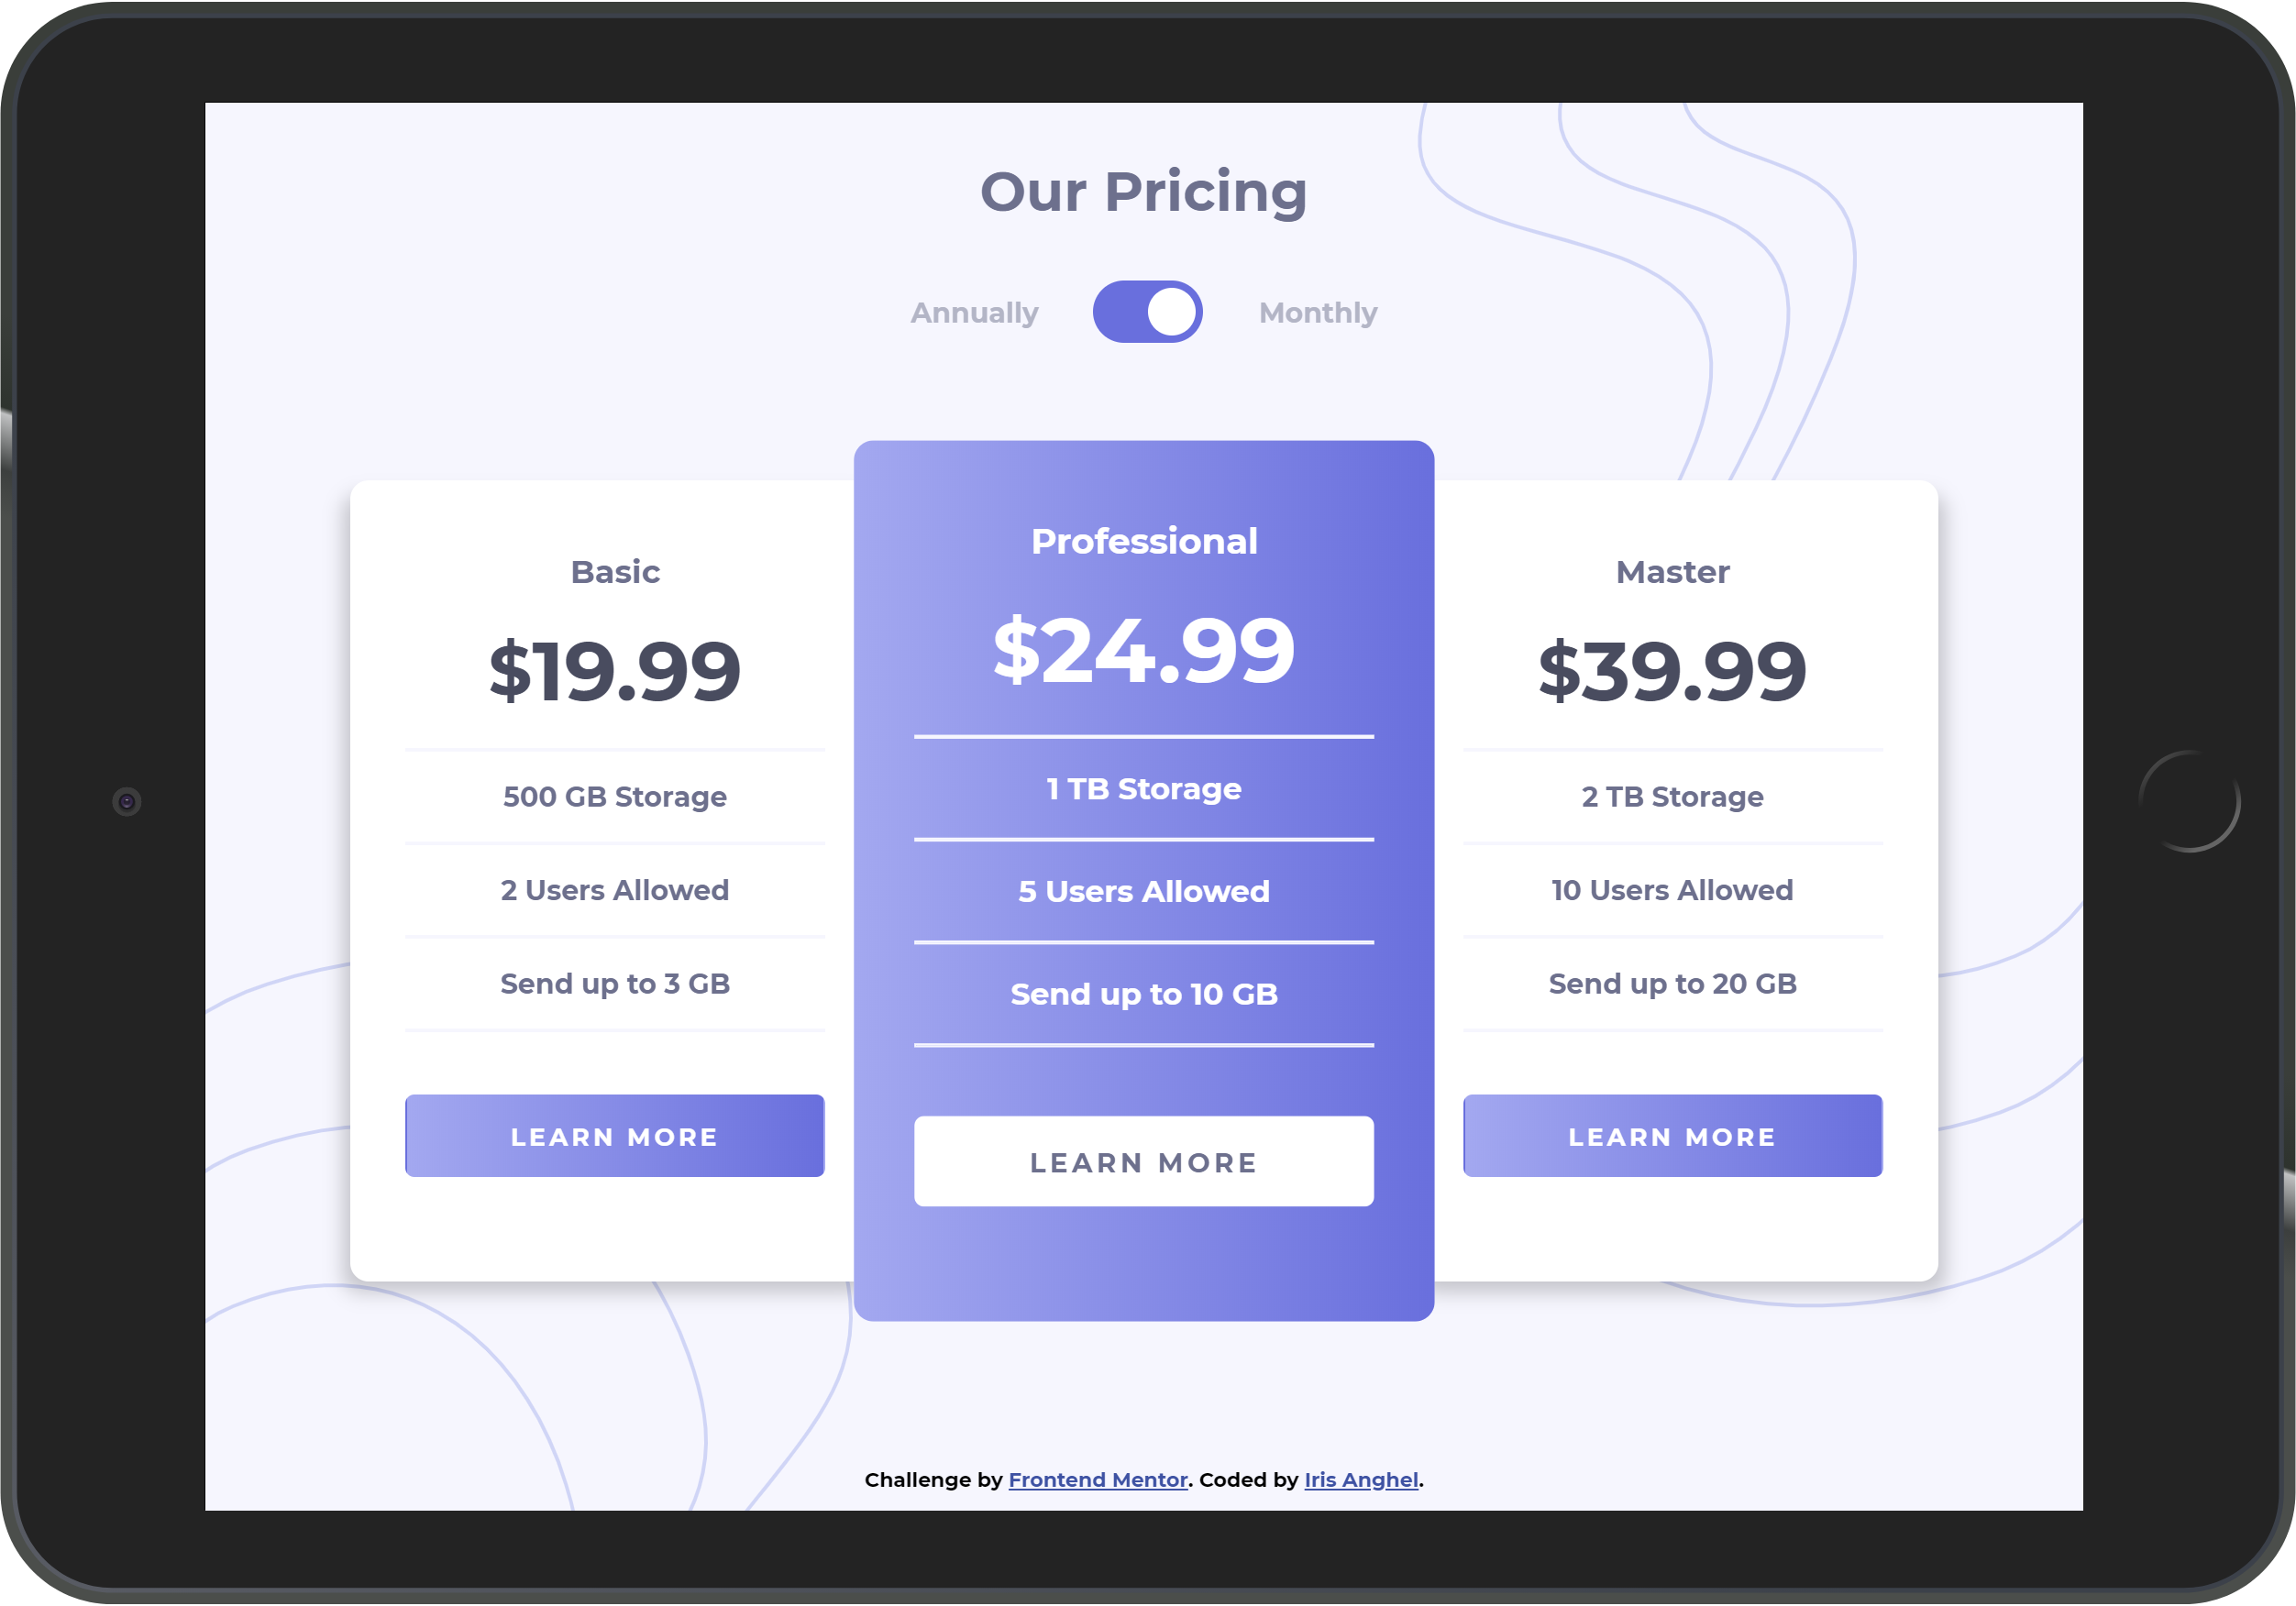 Our Pricing
Annually Monthly
Basic
$19.99
500 GB Storage
2 Users Allowed
Send up to 3 GB
LEARN MORE
Professional
$24.99
1 TB Storage
5 Users Allowed
Send up to 10 GB
LEARN MORE
Master
$39.99
2 TB Storage
10 Users Allowed
Send up to 20 GB
LEARN MORE
Challenge by Frontend Mentor. Coded by Iris Anghel.